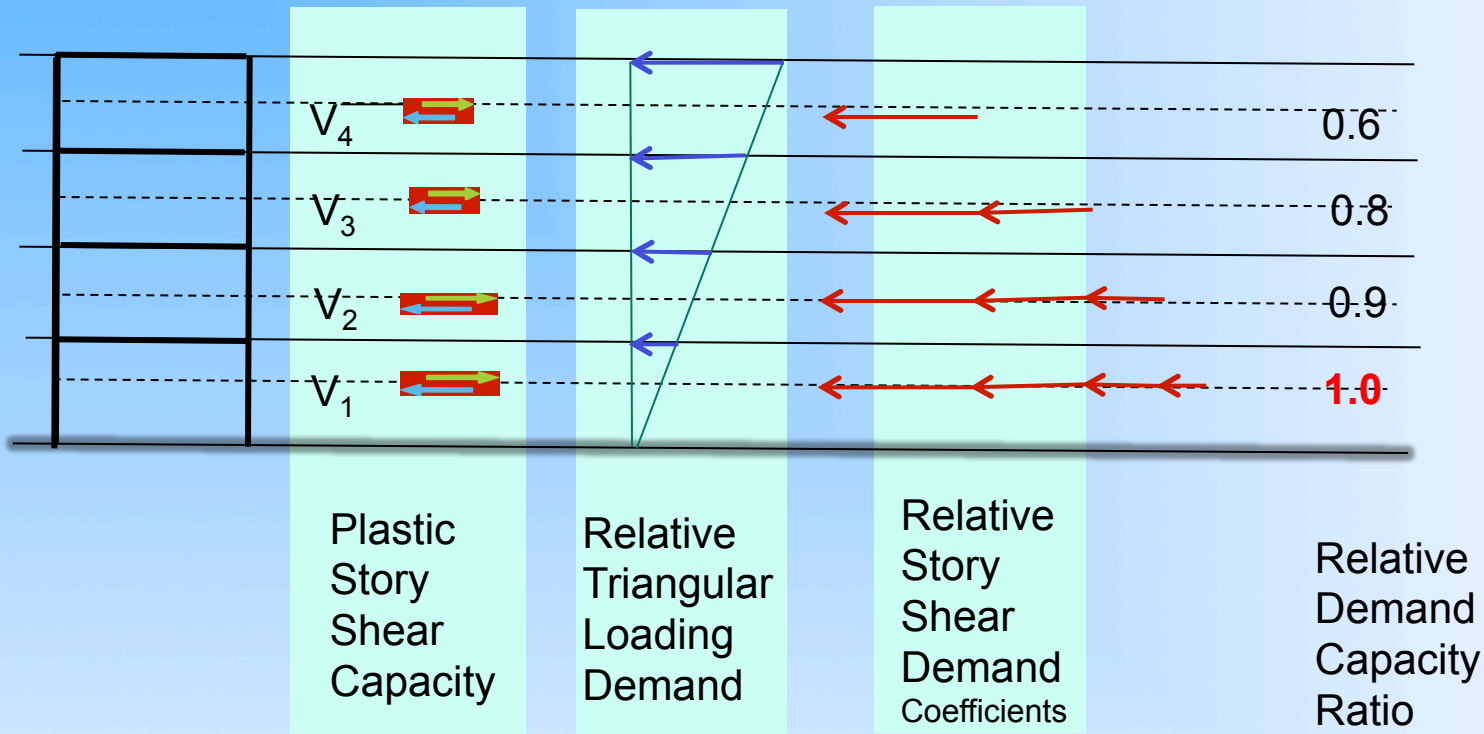 V4
0.6
V3
0.8
V2
0.9
V1
1.0
Plastic
Story
Shear
Capacity
Relative
Triangular
Loading
Demand
Relative
Story
Shear
Demand
Coefficients
Relative
Demand
Capacity
Ratio